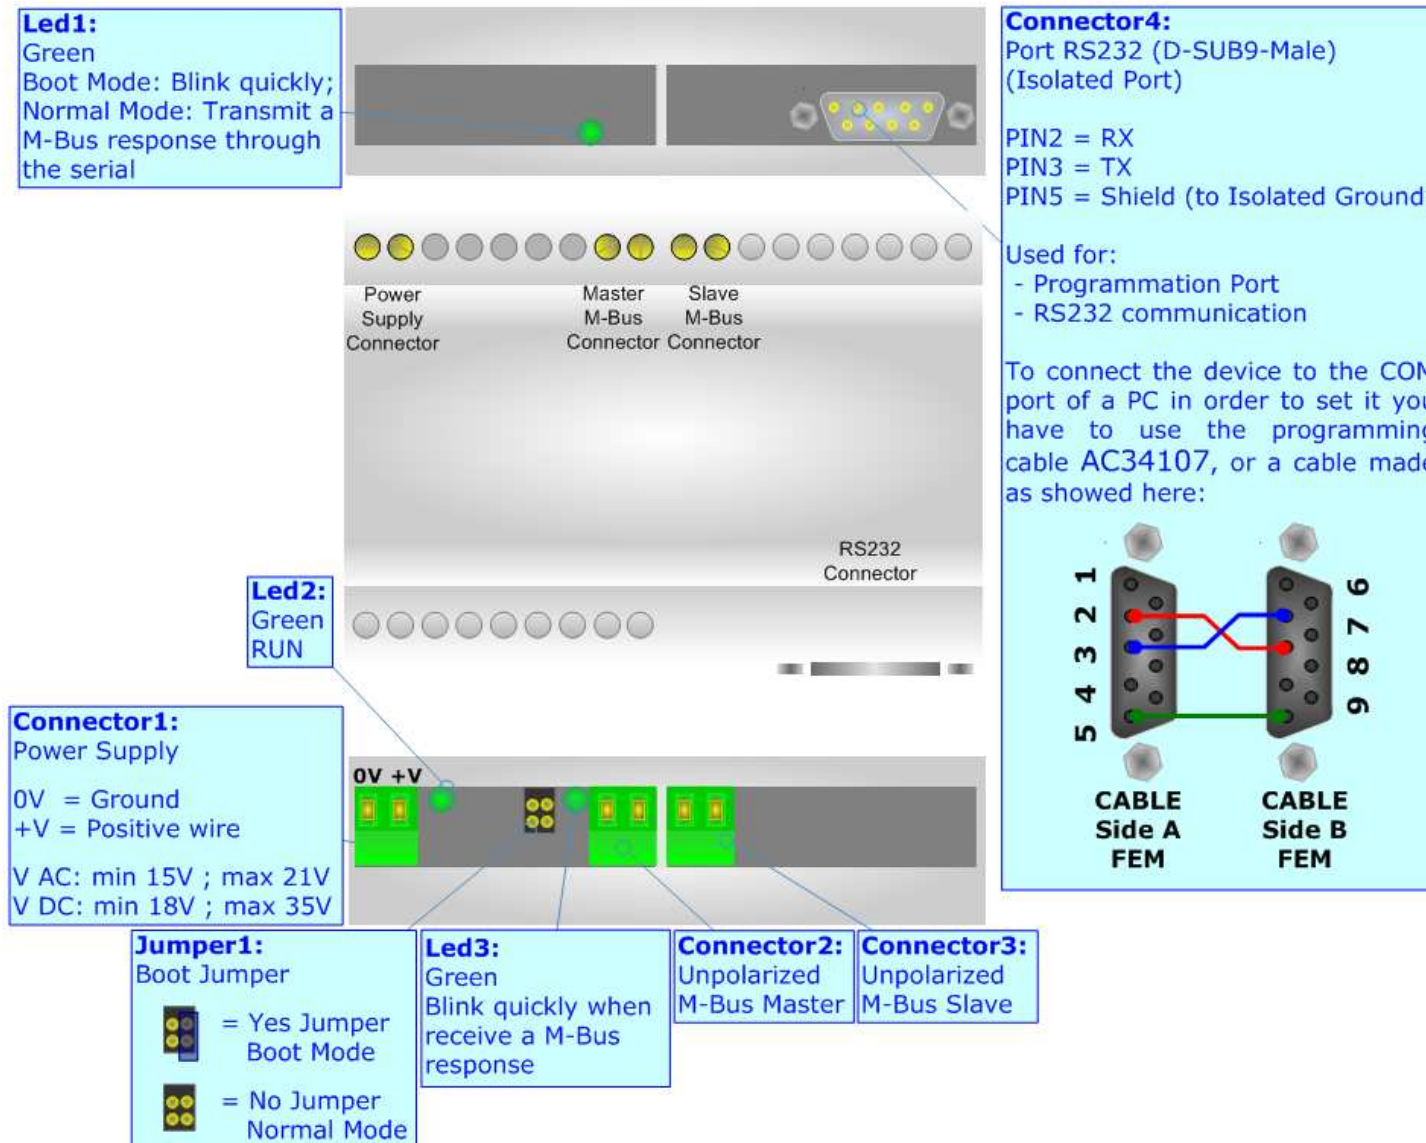 Led1:
Green
Boot Mode: Blink quickly;
Normal Mode: Transmit a
M-Bus response through
the serial
Connector4:
Port RS232 (D-SUB9-Male)
(Isolated Port)
PIN2 = RX
PIN3 = TX
PIN5 = Shield (to Isolated Ground
Used for:
- Programmation Port
- RS232 communication
To connect the device to the COM
port of a PC in order to set it you
have to use the programming
cable AC34107, or a cable made
as showed here:
1
2
3
4
5
6
7
8
9
CABLE
Side A
FEM
CABLE
Side B
FEM
Power
Supply
Connector
Master
M-Bus
Connector
Slave
M-Bus
Connector
RS232
Connector
Led2:
Green
RUN
Connector1:
Power Supply
0V = Ground
+V = Positive wire
V AC: min 15V ; max 21V
V DC: min 18V ; max 35V
0V +V
Jumper1:
Boot Jumper
= Yes Jumper
Boot Mode
= No Jumper
Normal Mode
Led3:
Green
Blink quickly when
receive a M-Bus
response
Connector2:
Unpolarized
M-Bus Master
Connector3:
Unpolarized
M-Bus Slave